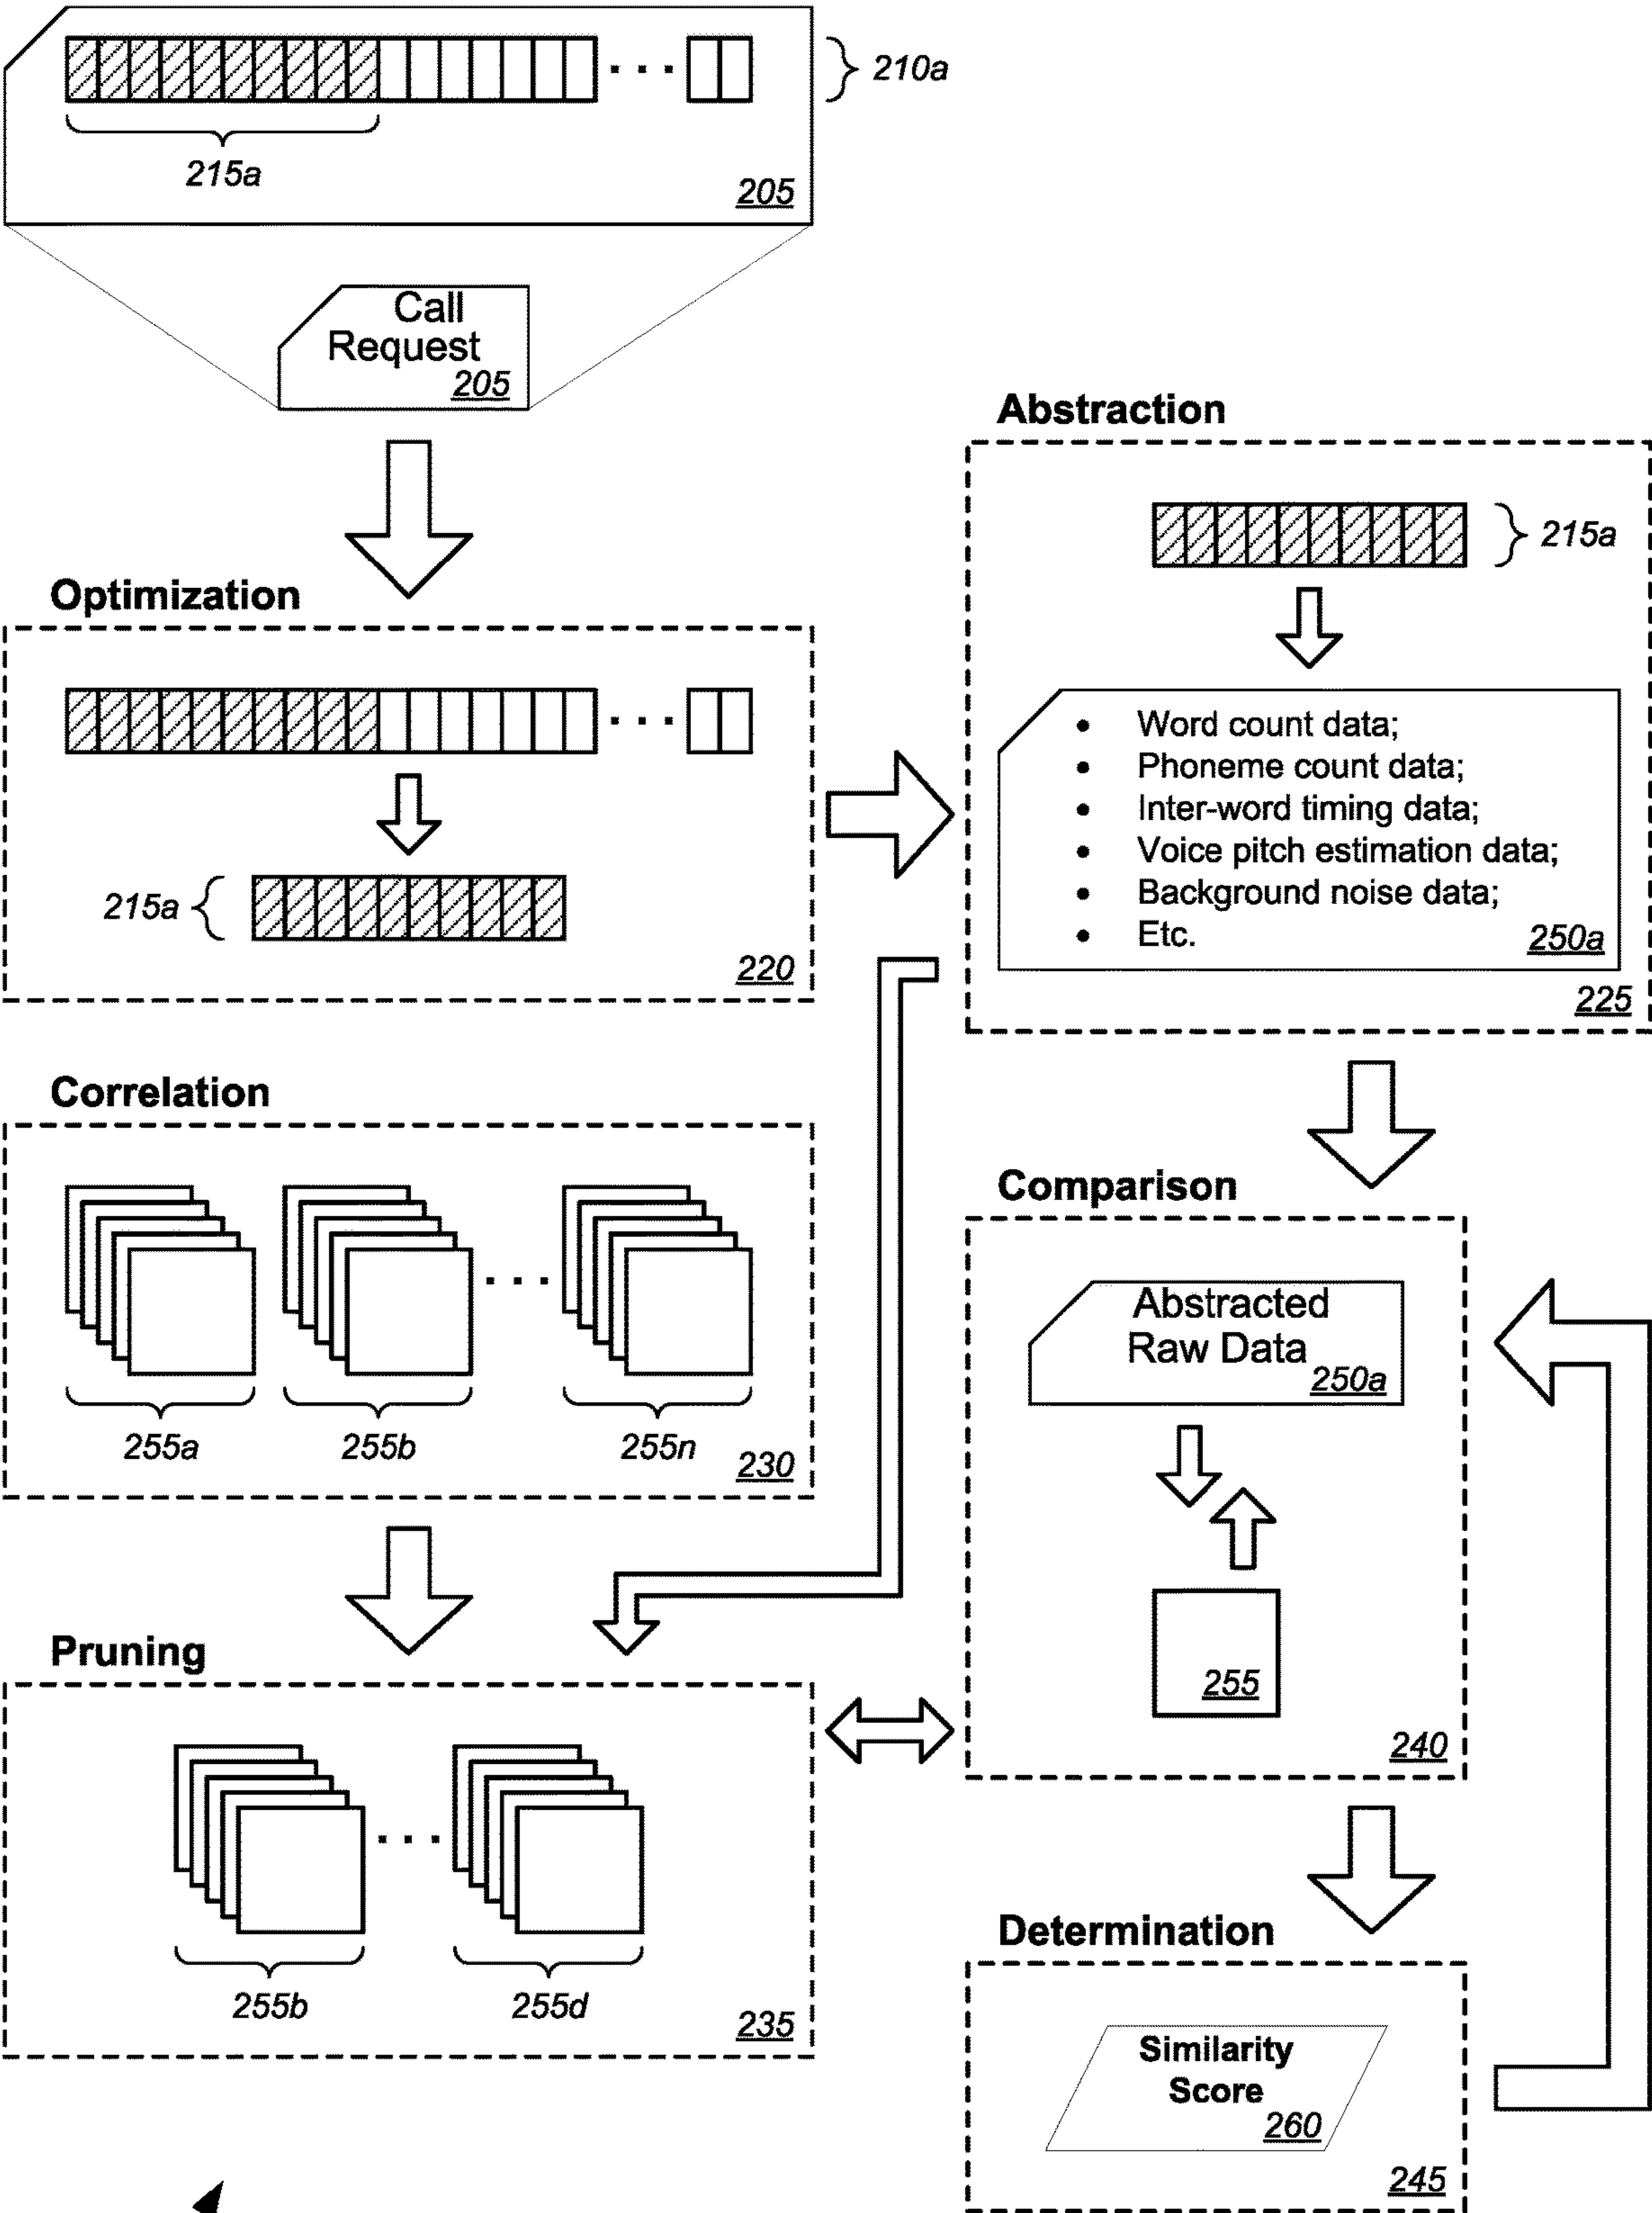 210a
215a
205
Call
Request
205
Optimization
215a
220
Abstraction
215a
• Word count data;
• Phoneme count data;
• Inter-word timing data;
• Voice pitch estimation data;
• Background noise data;
• Etc.
250a
225
Correlation
255a
255b
255n
230
Comparison
Abstracted
Raw Data
250a
255
240
Pruning
255b
255d
235
Determination
Similarity
Score
260
245